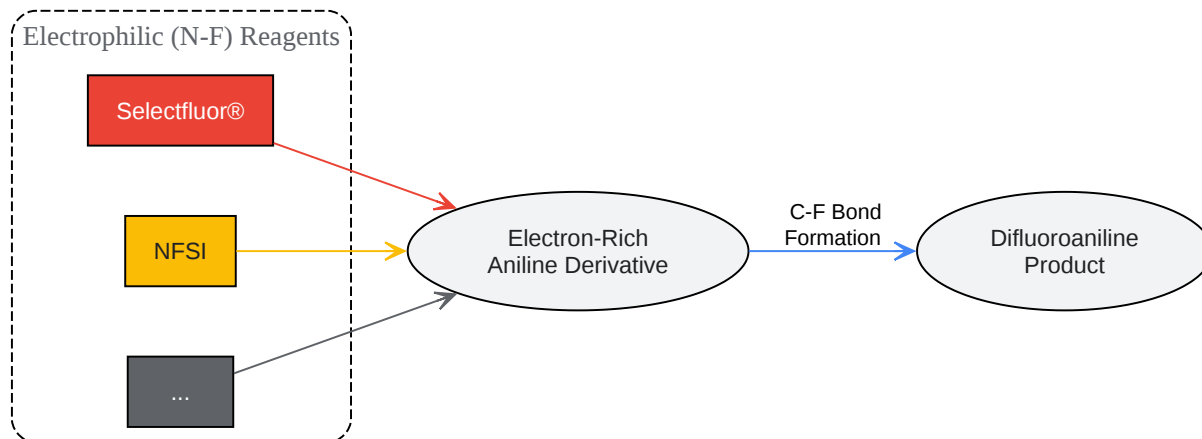 Electrophilic (N-F) Reagents
Selectfluor®
NFSI
...
Electron-Rich
Aniline Derivative
C-F Bond
Formation
Difluoroaniline
Product